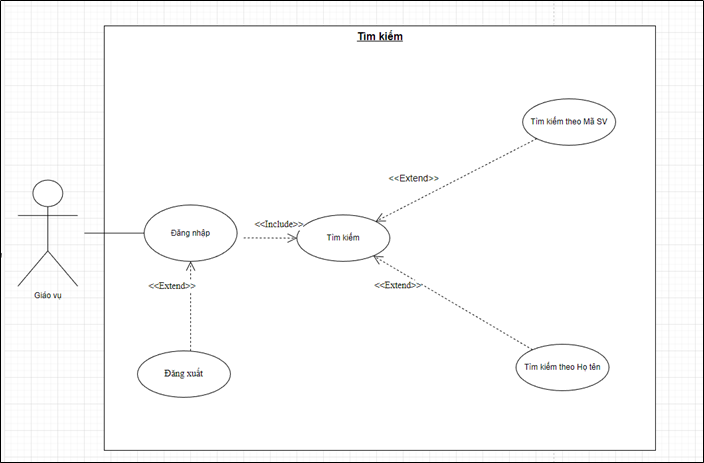 Tìm kiếm
Tìm kiếm theo Mã SV
<<Extend>>
<<Include>>
Đăng nhập
Tìm kiếm
<<Extend>>
<<Extend>>
Giáo vụ
Đăng xuất
Tìm kiếm theo Họ tên